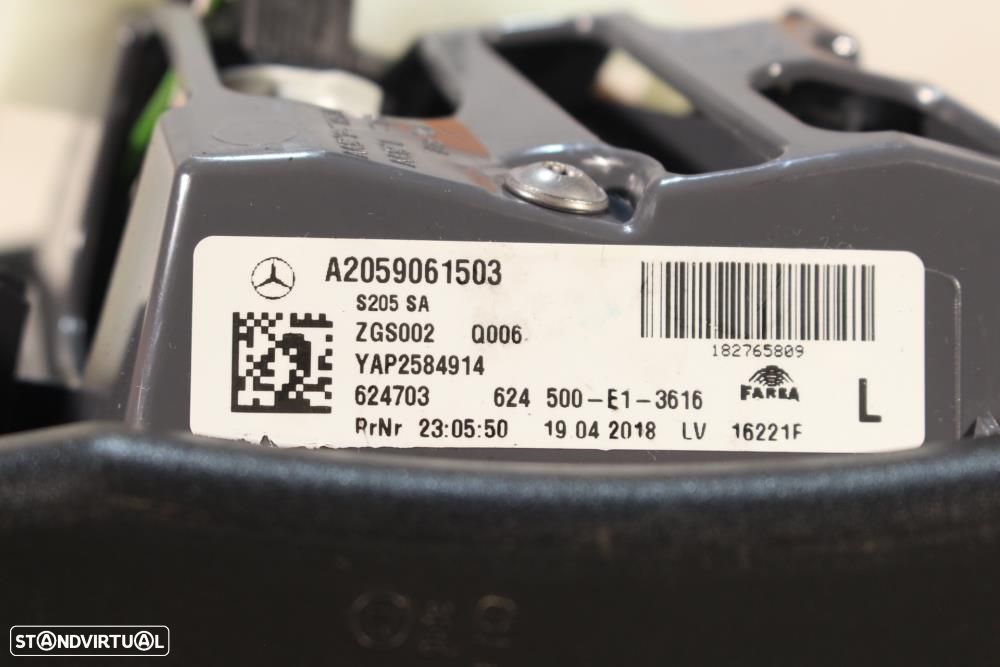 A2059061503
S205 SA
ZGS002 Q006
YAP2584914
624703 624 500-E1-3616
PrNr 23:05:50 19.04.2018 LV 16221F
182765809
FARBA
L
STANDVIRTUAL